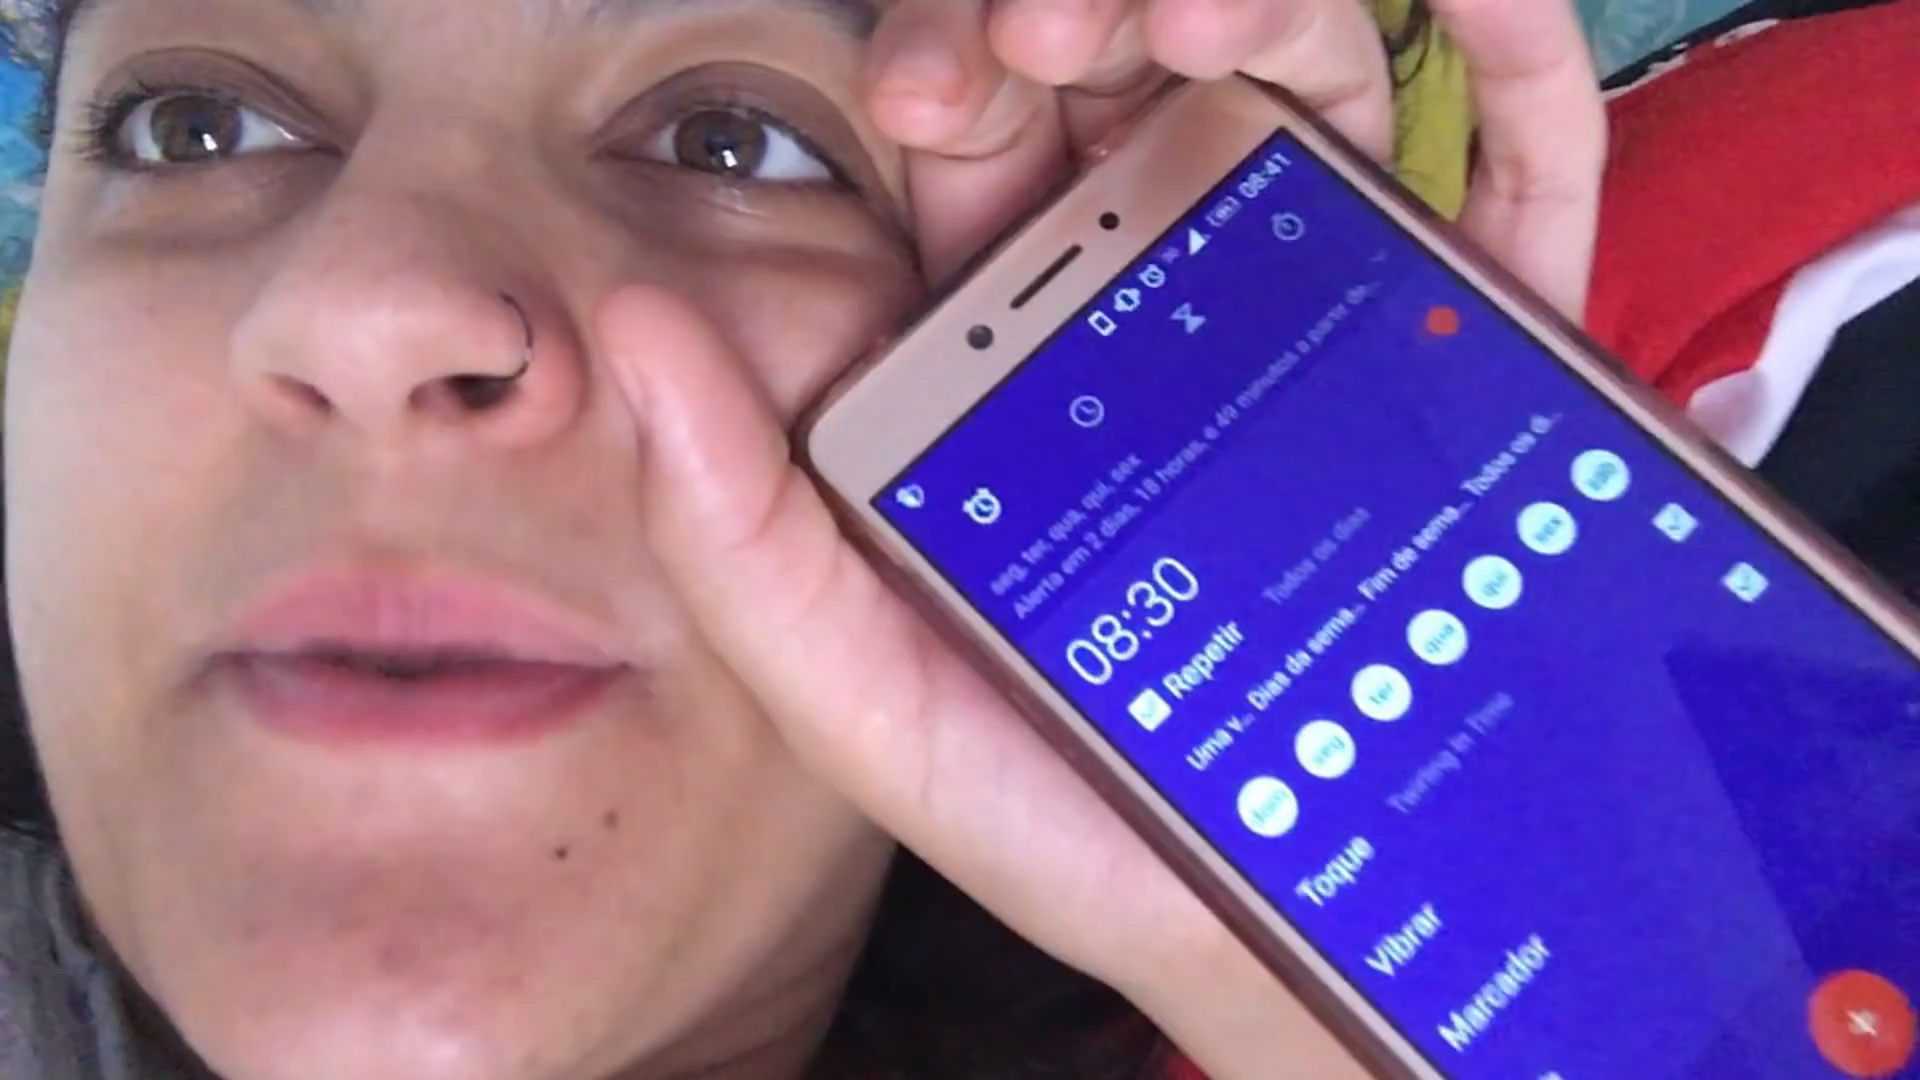 08:41
seg, ter, qua, qui, sex
Alerta em 2 dias, 18 horas, e 49 minutos a partir de...
08:30
Repetir
Todos os dias
Uma v... Dias da sema... Fim de sema... Todos os di...
dom seg ter qua qui sex sáb
Toque
Vibrar
Marcador